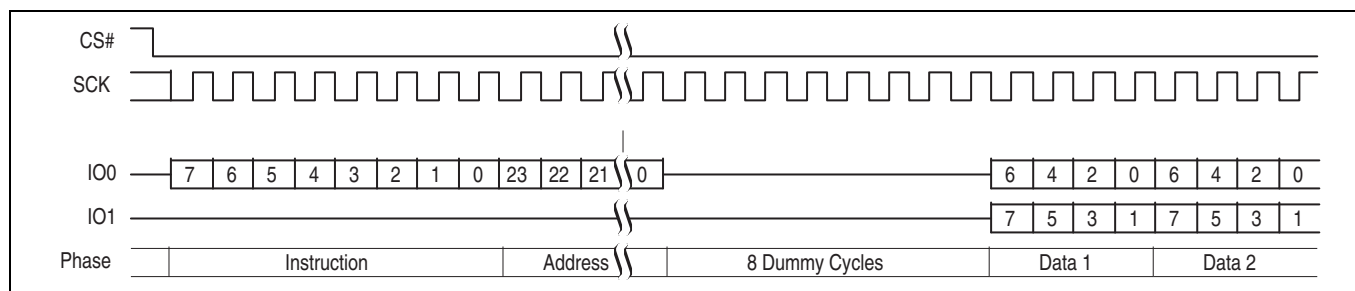 CS#
SCK
IO0 7 6 5 4 3 2 1 0 23 22 21 0 6 4 2 0 6 4 2 0
IO1 7 5 3 1 7 5 3 1
Phase Instruction Address 8 Dummy Cycles Data 1 Data 2